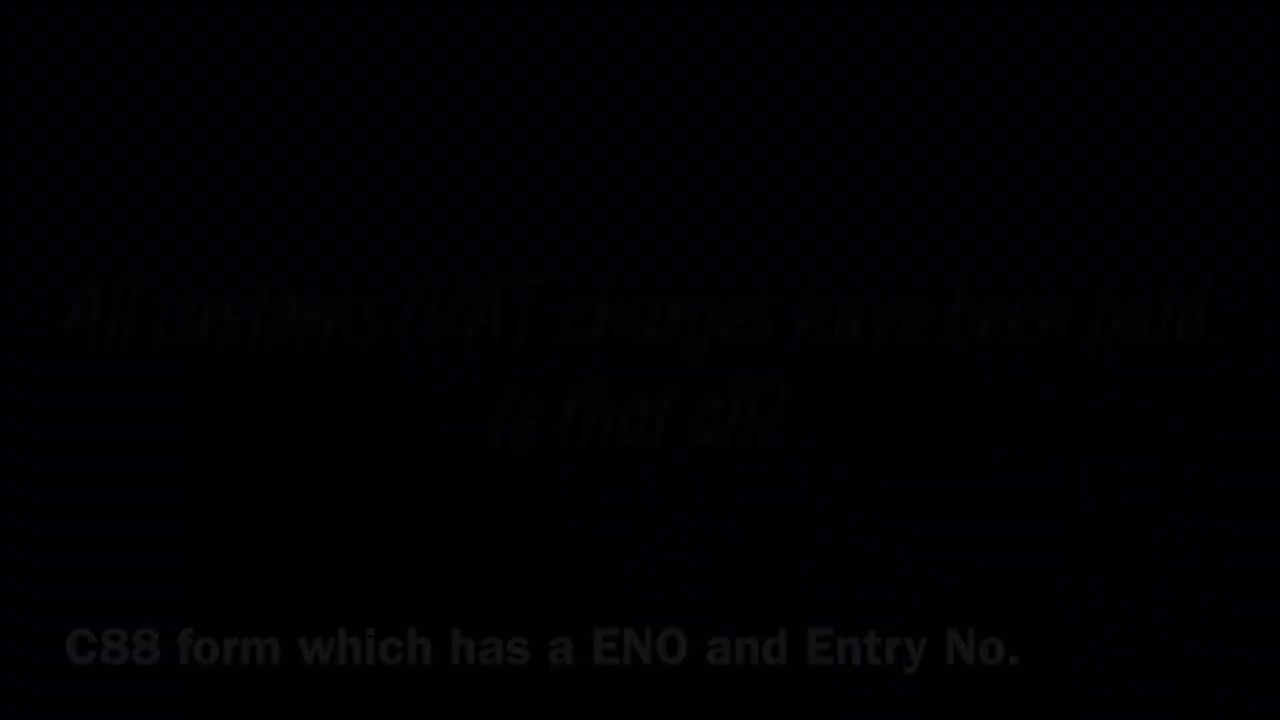 All customs/VAT charges have been paid.
Is that all?
C88 form which has a ENO and Entry No.